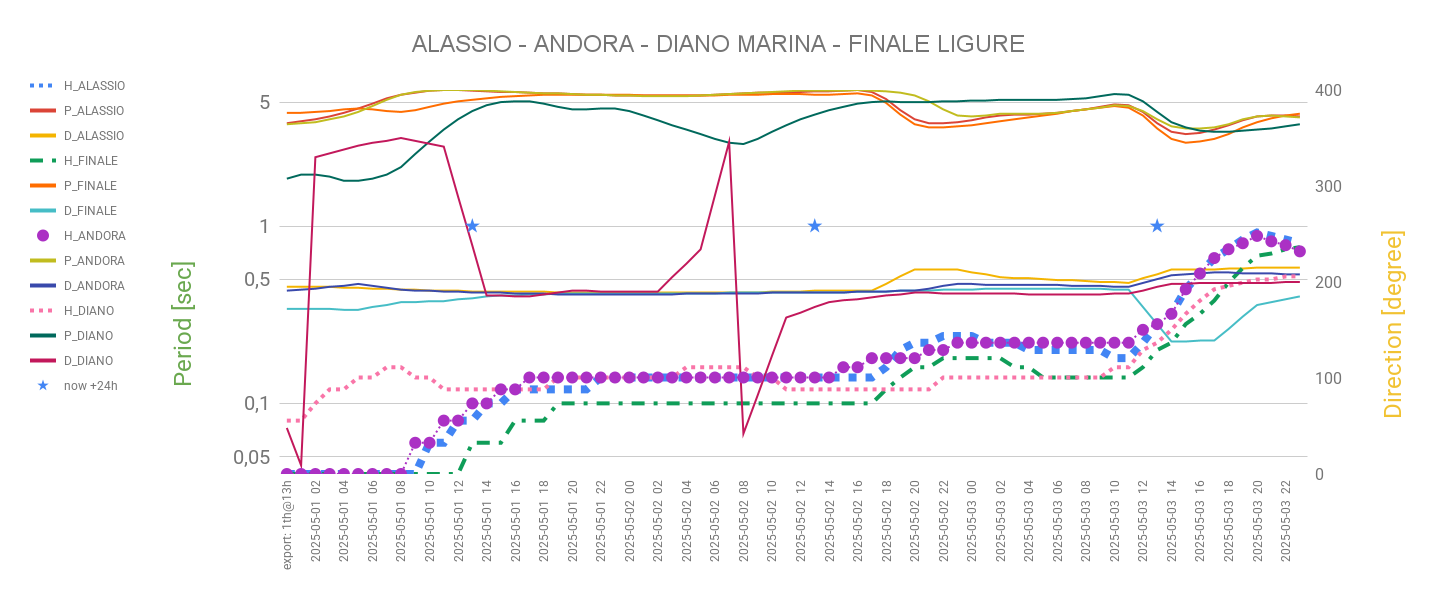 ALASSIO - ANDORA - DIANO MARINA - FINALE LIGURE
H_ALASSIO
P_ALASSIO
D_ALASSIO
H_FINALE
P_FINALE
D_FINALE
H_ANDORA
P_ANDORA
D_ANDORA
H_DIANO
P_DIANO
D_DIANO
now +24h
Period [sec]
5
1
0,5
0,1
0,05
400
300
200
100
0
Direction [degree]
export: 1th@13h
2025-05-01 02
2025-05-01 04
2025-05-01 06
2025-05-01 08
2025-05-01 10
2025-05-01 12
2025-05-01 14
2025-05-01 16
2025-05-01 18
2025-05-01 20
2025-05-01 22
2025-05-02 00
2025-05-02 02
2025-05-02 04
2025-05-02 06
2025-05-02 08
2025-05-02 10
2025-05-02 12
2025-05-02 14
2025-05-02 16
2025-05-02 18
2025-05-02 20
2025-05-02 22
2025-05-03 00
2025-05-03 02
2025-05-03 04
2025-05-03 06
2025-05-03 08
2025-05-03 10
2025-05-03 12
2025-05-03 14
2025-05-03 16
2025-05-03 18
2025-05-03 20
2025-05-03 22